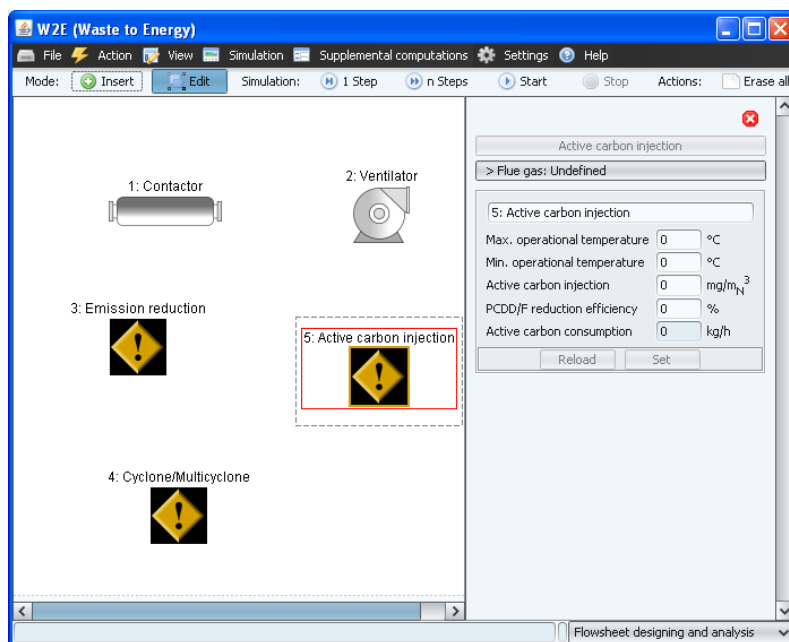 W2E (Waste to Energy)
File Action View Simulation Supplemental computations Settings Help
Mode: Insert Edit Simulation: 1 Step n Steps Start Stop Actions: Erase all
Active carbon injection
> Flue gas: Undefined
1: Contactor
2: Ventilator
3: Emission reduction
5: Active carbon injection
4: Cyclone/Multicyclone
5: Active carbon injection
Max. operational temperature 0 °C
Min. operational temperature 0 °C
Active carbon injection 0 mg/m_N^3
PCDD/F reduction efficiency 0 %
Active carbon consumption 0 kg/h
Reload Set
Flowsheet designing and analysis